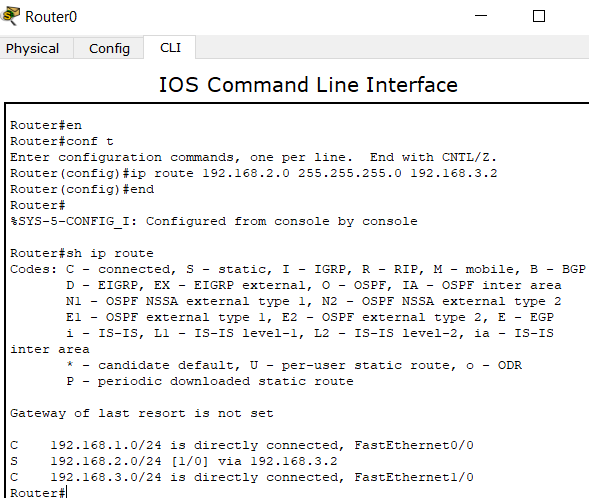 Router0
Physical Config CLI
IOS Command Line Interface
Router#en
Router#conf t
Enter configuration commands, one per line.  End with CNTL/Z.
Router(config)#ip route 192.168.2.0 255.255.255.0 192.168.3.2
Router(config)#end
Router#
%SYS-5-CONFIG_I: Configured from console by console
Router#sh ip route
Codes: C - connected, S - static, I - IGRP, R - RIP, M - mobile, B - BGP
       D - EIGRP, EX - EIGRP external, O - OSPF, IA - OSPF inter area
       N1 - OSPF NSSA external type 1, N2 - OSPF NSSA external type 2
       E1 - OSPF external type 1, E2 - OSPF external type 2, E - EGP
       i - IS-IS, L1 - IS-IS level-1, L2 - IS-IS level-2, ia - IS-IS
inter area
       * - candidate default, U - per-user static route, o - ODR
       P - periodic downloaded static route
Gateway of last resort is not set
C    192.168.1.0/24 is directly connected, FastEthernet0/0
S    192.168.2.0/24 [1/0] via 192.168.3.2
C    192.168.3.0/24 is directly connected, FastEthernet1/0
Router#